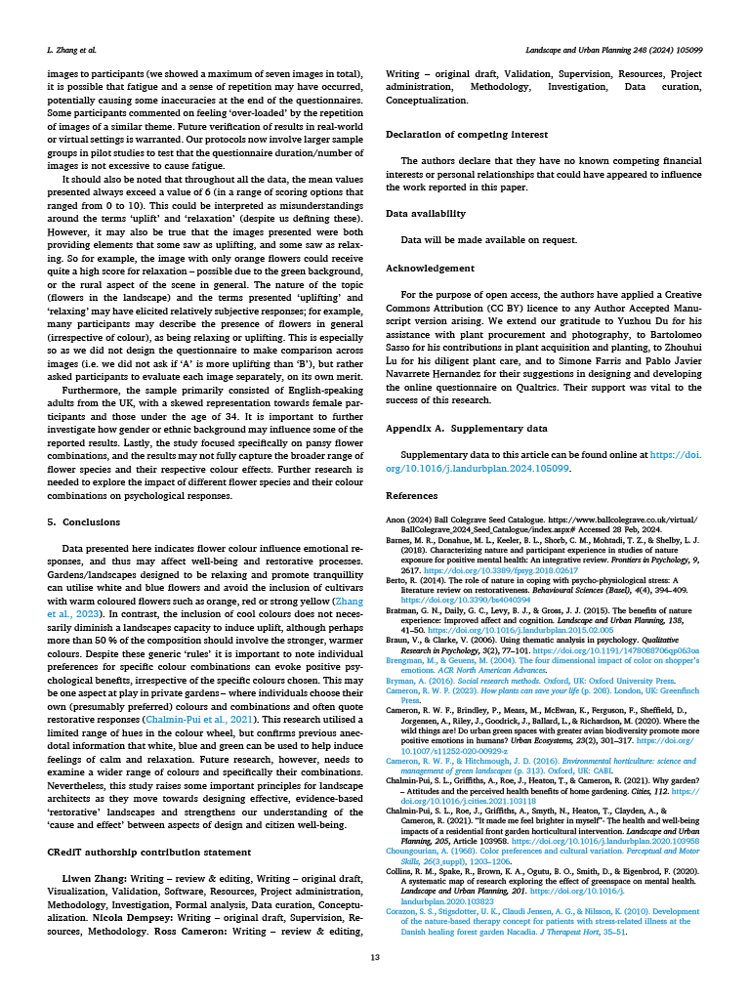 L. Zhang et al.
Landscape and Urban Planning 248 (2024) 105099
images to participants (we showed a maximum of seven images in total),
it is possible that fatigue and a sense of repetition may have occurred,
potentially causing some inaccuracies at the end of the questionnaires.
Some participants commented on feeling ‘over-loaded’ by the repetition
of images of a similar theme. Future verification of results in real-world
or virtual settings is warranted. Our protocols now involve larger sample
groups in pilot studies to test that the questionnaire duration/number of
images is not excessive to cause fatigue.
It should also be noted that throughout all the data, the mean values
presented always exceed a value of 6 (in a range of scoring options that
ranged from 0 to 10). This could be interpreted as misunderstandings
around the terms ‘uplift’ and ‘relaxation’ (despite us defining these).
However, it may also be true that the images presented were both
providing elements that some saw as uplifting, and some saw as relax-
ing. So for example, the image with only orange flowers could receive
quite a high score for relaxation – possible due to the green background,
or the rural aspect of the scene in general. The nature of the topic
(flowers in the landscape) and the terms presented ‘uplifting’ and
‘relaxing’ may have elicited relatively subjective responses; for example,
many participants may describe the presence of flowers in general
(irrespective of colour), as being relaxing or uplifting. This is especially
so as we did not design the questionnaire to make comparison across
images (i.e. we did not ask if ‘A’ is more uplifting than ‘B’), but rather
asked participants to evaluate each image separately, on its own merit.
Furthermore, the sample primarily consisted of English-speaking
adults from the UK, with a skewed representation towards female par-
ticipants and those under the age of 34. It is important to further
investigate how gender or ethnic background may influence some of the
reported results. Lastly, the study focused specifically on pansy flower
combinations, and the results may not fully capture the broader range of
flower species and their respective colour effects. Further research is
needed to explore the impact of different flower species and their colour
combinations on psychological responses.
5. Conclusions
Data presented here indicates flower colour influence emotional re-
sponses, and thus may affect well-being and restorative processes.
Gardens/landscapes designed to be relaxing and promote tranquillity
can utilise white and blue flowers and avoid the inclusion of cultivars
with warm coloured flowers such as orange, red or strong yellow (Zhang
et al., 2023). In contrast, the inclusion of cool colours does not neces-
sarily diminish a landscapes capacity to induce uplift, although perhaps
more than 50 % of the composition should involve the stronger, warmer
colours. Despite these generic ‘rules’ it is important to note individual
preferences for specific colour combinations can evoke positive psy-
chological benefits, irrespective of the specific colours chosen. This may
be one aspect at play in private gardens – where individuals choose their
own (presumably preferred) colours and combinations and often quote
restorative responses (Chalmin-Pui et al., 2021). This research utilised a
limited range of hues in the colour wheel, but confirms previous anec-
dotal information that white, blue and green can be used to help induce
feelings of calm and relaxation. Future research, however, needs to
examine a wider range of colours and specifically their combinations.
Nevertheless, this study raises some important principles for landscape
architects as they move towards designing effective, evidence-based
‘restorative’ landscapes and strengthens our understanding of the
‘cause and effect’ between aspects of design and citizen well-being.
CRediT authorship contribution statement
Liwen Zhang: Writing – review & editing, Writing – original draft,
Visualization, Validation, Software, Resources, Project administration,
Methodology, Investigation, Formal analysis, Data curation, Conceptu-
alization. Nicola Dempsey: Writing – original draft, Supervision, Re-
sources, Methodology. Ross Cameron: Writing – review & editing,
Writing – original draft, Validation, Supervision, Resources, Project
administration, Methodology, Investigation, Data curation,
Conceptualization.
Declaration of competing interest
The authors declare that they have no known competing financial
interests or personal relationships that could have appeared to influence
the work reported in this paper.
Data availability
Data will be made available on request.
Acknowledgement
For the purpose of open access, the authors have applied a Creative
Commons Attribution (CC BY) licence to any Author Accepted Manu-
script version arising. We extend our gratitude to Yuzhou Du for his
assistance with plant procurement and photography, to Bartolomeo
Sasso for his contributions in plant acquisition and planting, to Zhouhui
Lu for his diligent plant care, and to Simone Farris and Pablo Javier
Navarrete Hernandez for their suggestions in designing and developing
the online questionnaire on Qualtrics. Their support was vital to the
success of this research.
Appendix A. Supplementary data
Supplementary data to this article can be found online at https://doi.
org/10.1016/j.landurbplan.2024.105099.
References
Anon (2024) Ball Colegrave Seed Catalogue. https://www.ballcolegrave.co.uk/virtual/
BallColegrave_2024_Seed_Catalogue/index.aspx# Accessed 28 Feb, 2024.
Barnes, M. R., Donahue, M. L., Keeler, B. L., Shorb, C. M., Mohtadi, T. Z., & Shelby, L. J.
(2018). Characterizing nature and participant experience in studies of nature
exposure for positive mental health: An integrative review. Frontiers in Psychology, 9,
2617. https://doi.org/10.3389/fpsyg.2018.02617
Berto, R. (2014). The role of nature in coping with psycho-physiological stress: A
literature review on restorativeness. Behavioural Sciences (Basel), 4(4), 394–409.
https://doi.org/10.3390/bs4040394
Bratman, G. N., Daily, G. C., Levy, B. J., & Gross, J. J. (2015). The benefits of nature
experience: Improved affect and cognition. Landscape and Urban Planning, 138,
41–50. https://doi.org/10.1016/j.landurbplan.2015.02.005
Braun, V., & Clarke, V. (2006). Using thematic analysis in psychology. Qualitative
Research in Psychology, 3(2), 77–101. https://doi.org/10.1191/1478088706qp063oa
Brengman, M., & Geuens, M. (2004). The four dimensional impact of color on shopper’s
emotions. ACR North American Advances.
Bryman, A. (2016). Social research methods. Oxford, UK: Oxford University Press.
Cameron, R. W. F. (2023). How plants can save your life (p. 208). London, UK: Greenfinch
Press.
Cameron, R. W. F., Brindley, P., Mears, M., McEwan, K., Ferguson, F., Sheffield, D.,
Jorgensen, A., Riley, J., Goodrick, J., Ballard, L., & Richardson, M. (2020). Where the
wild things are! Do urban green spaces with greater avian biodiversity promote more
positive emotions in humans? Urban Ecosystems, 23(2), 301–317. https://doi.org/
10.1007/s11252-020-00929-z
Cameron, R. W. F., & Hitchmough, J. D. (2016). Environmental horticulture: science and
management of green landscapes (p. 313). Oxford, UK: CABI.
Chalmin-Pui, S. L., Griffiths, A., Roe, J., Heaton, T., & Cameron, R. (2021). Why garden?
– Attitudes and the perceived health benefits of home gardening. Cities, 112. https://
doi.org/10.1016/j.cities.2021.103118
Chalmin-Pui, S. L., Roe, J., Griffiths, A., Smyth, N., Heaton, T., Clayden, A., &
Cameron, R. (2021). “It made me feel brighter in myself”- The health and well-being
impacts of a residential front garden horticultural intervention. Landscape and Urban
Planning, 205, Article 103958. https://doi.org/10.1016/j.landurbplan.2020.103958
Choungourian, A. (1968). Color preferences and cultural variation. Perceptual and Motor
Skills, 26(3_suppl), 1203–1206.
Collins, R. M., Spake, R., Brown, K. A., Ogutu, B. O., Smith, D., & Eigenbrod, F. (2020).
A systematic map of research exploring the effect of greenspace on mental health.
Landscape and Urban Planning, 201. https://doi.org/10.1016/j.
landurbplan.2020.103823
Corazon, S. S., Stigsdotter, U. K., Claudi Jensen, A. G., & Nilsson, K. (2010). Development
of the nature-based therapy concept for patients with stress-related illness at the
Danish healing forest garden Nacadia. J Therapeut Hort, 35–51.
13